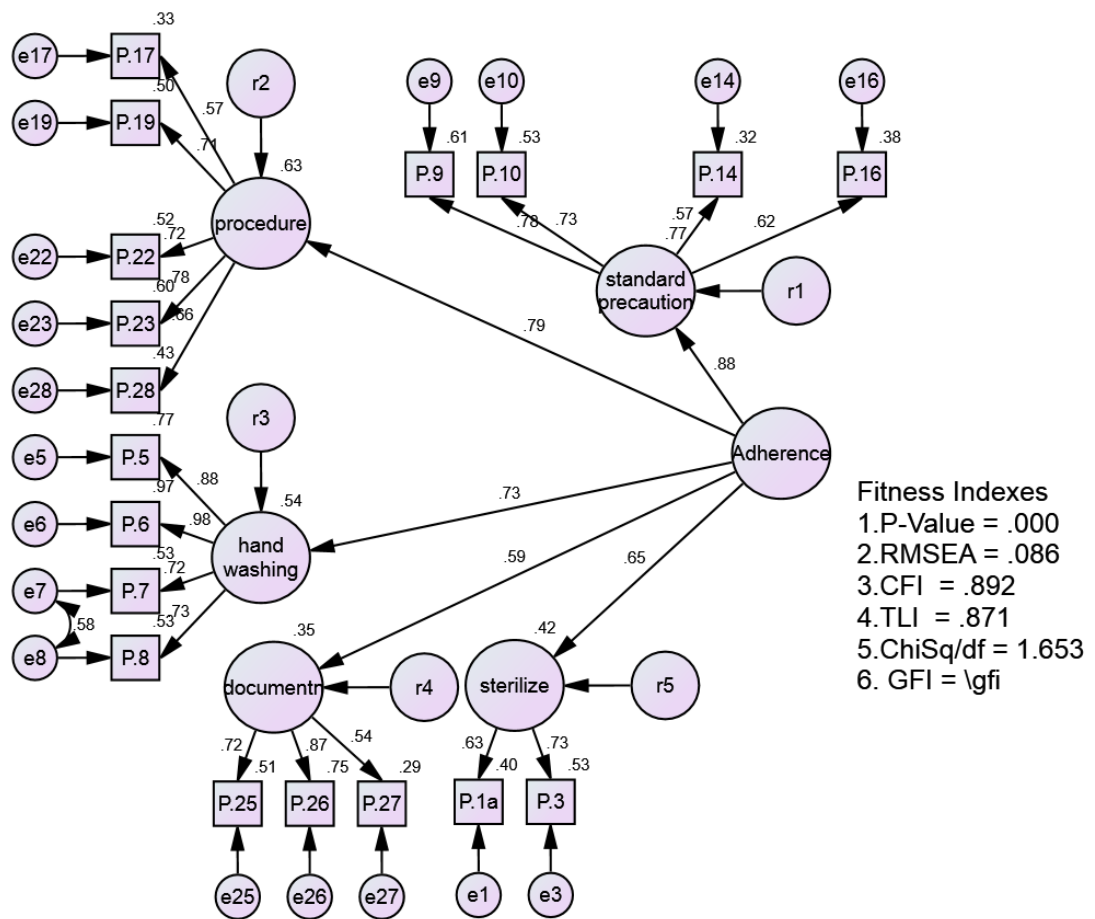 .33
e17
P.17
r2
.50
.57
e19
P.19
.71
.63
procedure
.52
.72
e22
P.22
.78
.60
e23
P.23
.66
.43
e28
P.28
e9
e10
e14
e16
.61
.53
.32
.38
P.9
P.10
P.14
P.16
.78
.73
.57
.77
.62
standard
precaution
r1
.79
.88
Adherence
.77
r3
e5
P.5
.88
.97
.54
e6
P.6
.98
hand
washing
.53
.72
e7
P.7
.58
.73
.53
e8
P.8
.73
.59
.65
.35
documentn
r4
.42
sterilize
r5
.72
.87
.54
.51
.75
.29
P.25
P.26
P.27
e25
e26
e27
.63
.73
.40
.53
P.1a
P.3
e1
e3
Fitness Indexes
1.P-Value = .000
2.RMSEA = .086
3.CFI = .892
4.TLI = .871
5.ChiSq/df = 1.653
6. GFI = \gfi